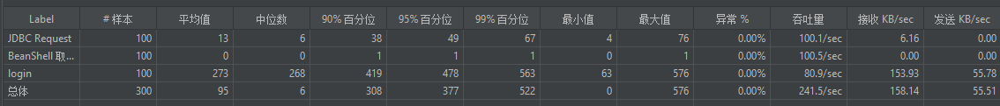 Label # 样本 平均值 中位数 90% 百分位 95% 百分位 99% 百分位 最小值 最大值 异常 % 吞吐量 接收 KB/sec 发送 KB/sec
JDBC Request 100 13 6 38 49 67 4 76 0.00% 100.1/sec 6.16 0.00
BeanShell 取... 100 0 0 1 1 1 0 1 0.00% 100.5/sec 0.00 0.00
login 100 273 268 419 478 563 63 576 0.00% 80.9/sec 153.93 55.78
总体 300 95 6 308 377 522 0 576 0.00% 241.5/sec 158.14 55.51